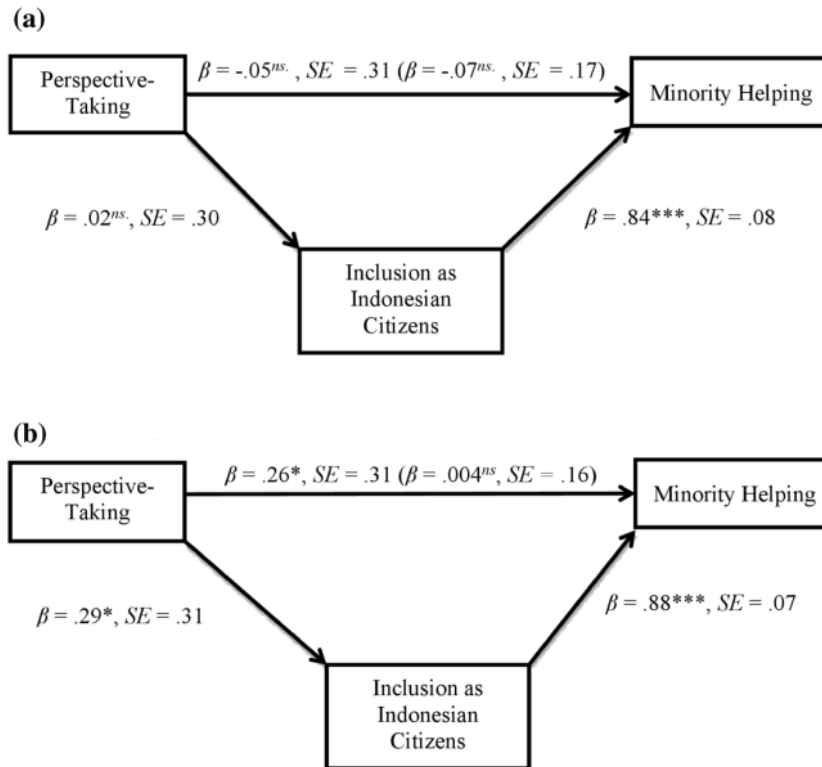 (a)
β = -.05ns. , SE = .31 (β = -.07ns. , SE = .17)
Perspective-
Taking
Minority Helping
β = .02ns., SE = .30
β = .84***, SE = .08
Inclusion as
Indonesian
Citizens
(b)
β = .26*, SE = .31 (β = .004ns, SE = .16)
Perspective-
Taking
Minority Helping
β = .29*, SE = .31
β = .88***, SE = .07
Inclusion as
Indonesian
Citizens